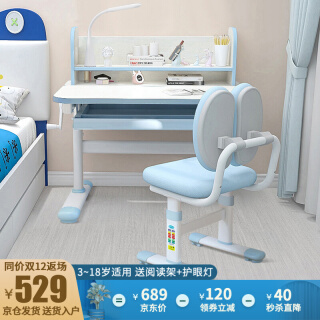 3~18岁适用 送阅读架+护眼灯
同价双12返场
￥529
京仓发货 送货入户
=
￥689
京东价
-
￥120
领券立减
-
￥40
秒杀直降